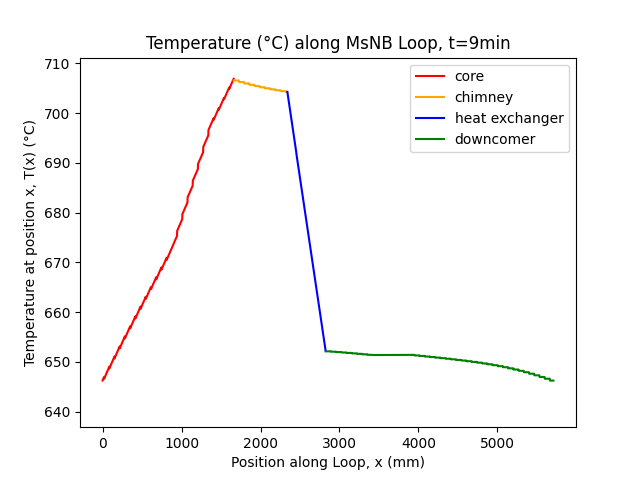 Temperature (°C) along MsNB Loop, t=9min
710
700
690
680
670
660
650
640
Temperature at position x, T(x) (°C)
core
chimney
heat exchanger
downcomer
0
1000
2000
3000
4000
5000
Position along Loop, x (mm)